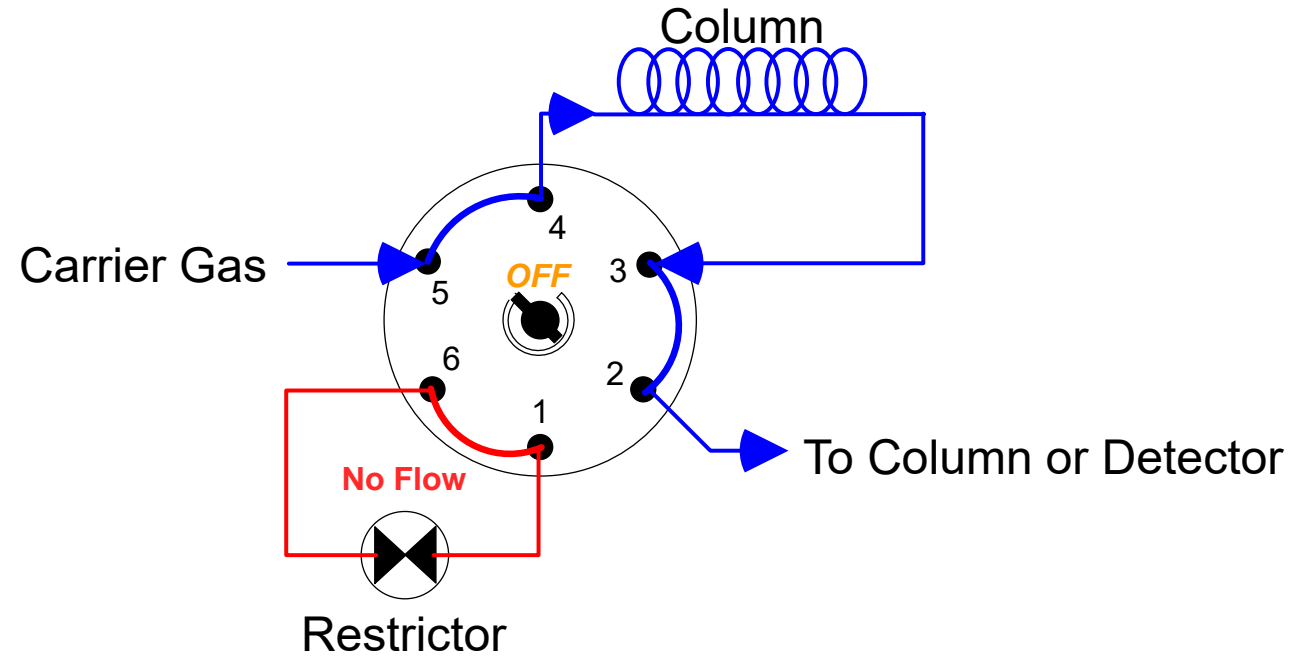 Column
4
Carrier Gas
OFF
3
5
6
2
1
To Column or Detector
No Flow
Restrictor